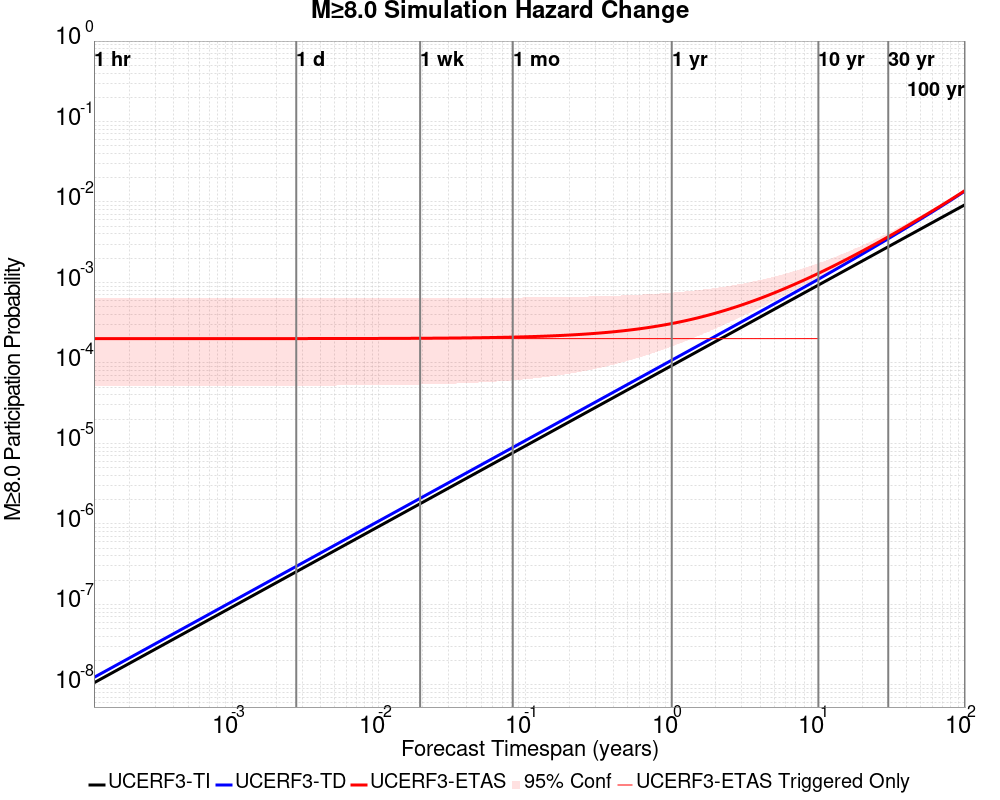 M≥8.0 Simulation Hazard Change
1 hr 1 d 1 wk 1 mo 1 yr 10 yr 30 yr
100 yr
10^0
10^-1
10^-2
10^-3
10^-4
10^-5
10^-6
10^-7
10^-8
M≥8.0 Participation Probability
10^-3 10^-2 10^-1 10^0 10^1 10^2
Forecast Timespan (years)
UCERF3-TI UCERF3-TD UCERF3-ETAS 95% Conf UCERF3-ETAS Triggered Only